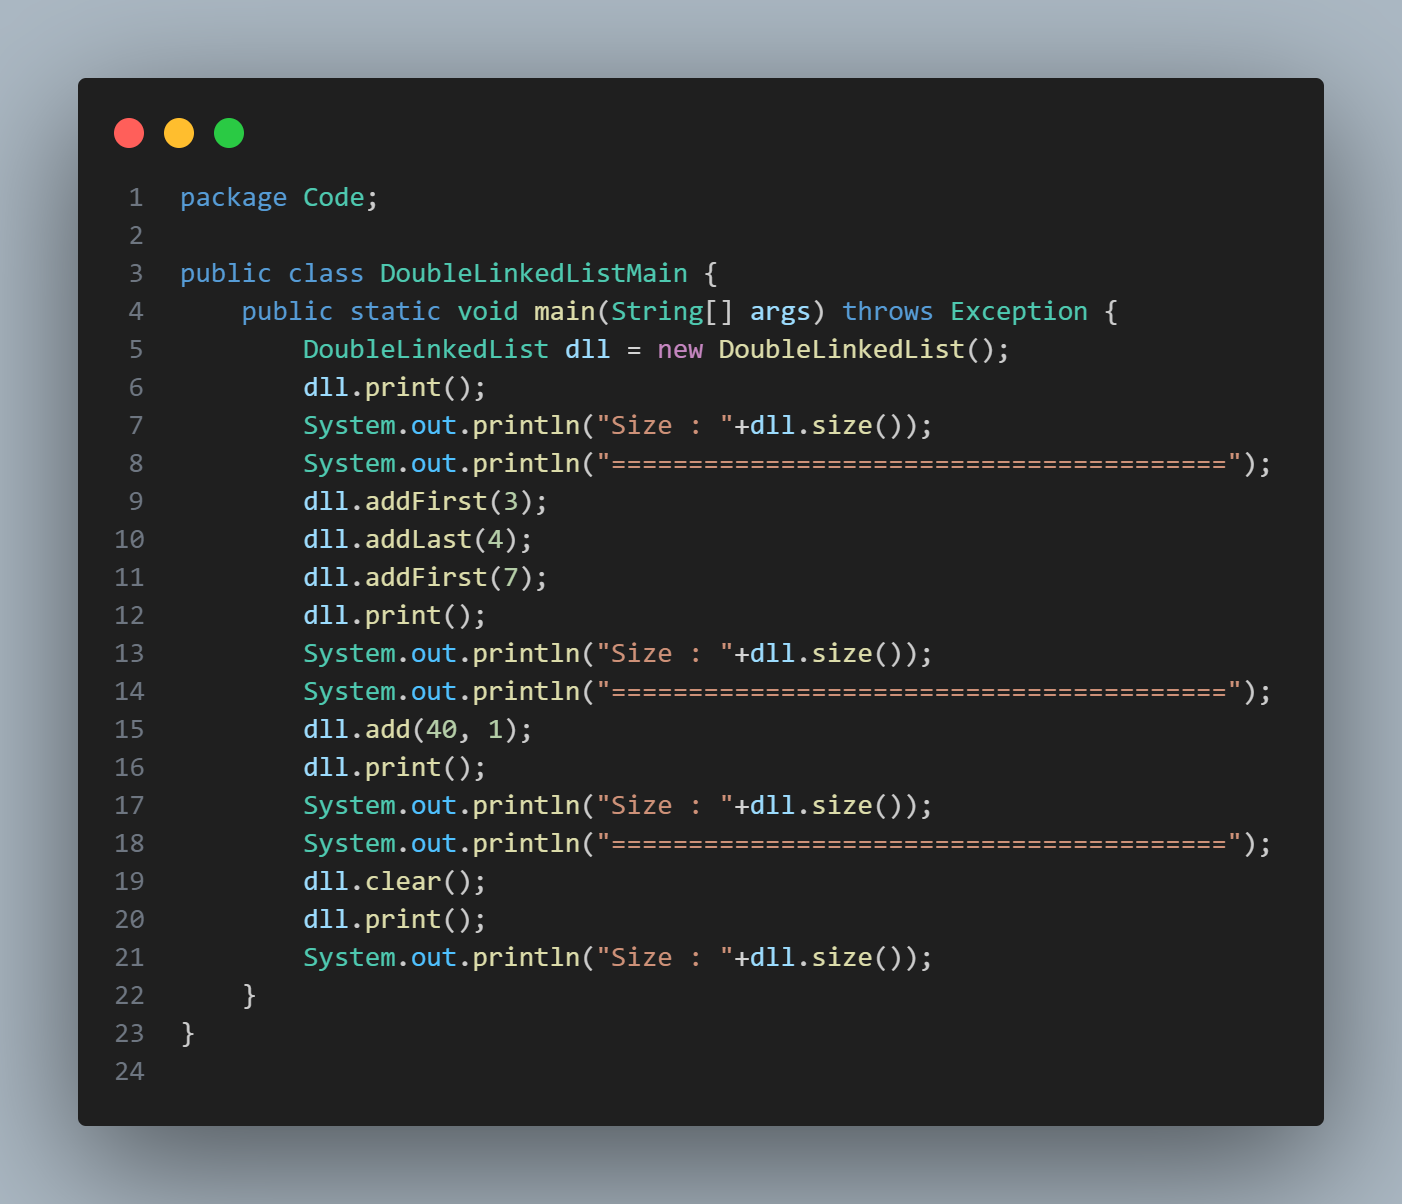 1 package Code;
2
3 public class DoubleLinkedListMain {
4     public static void main(String[] args) throws Exception {
5         DoubleLinkedList dll = new DoubleLinkedList();
6         dll.print();
7         System.out.println("Size : "+dll.size());
8         System.out.println("========================================");
9         dll.addFirst(3);
10         dll.addLast(4);
11         dll.addFirst(7);
12         dll.print();
13         System.out.println("Size : "+dll.size());
14         System.out.println("========================================");
15         dll.add(40, 1);
16         dll.print();
17         System.out.println("Size : "+dll.size());
18         System.out.println("========================================");
19         dll.clear();
20         dll.print();
21         System.out.println("Size : "+dll.size());
22     }
23 }
24